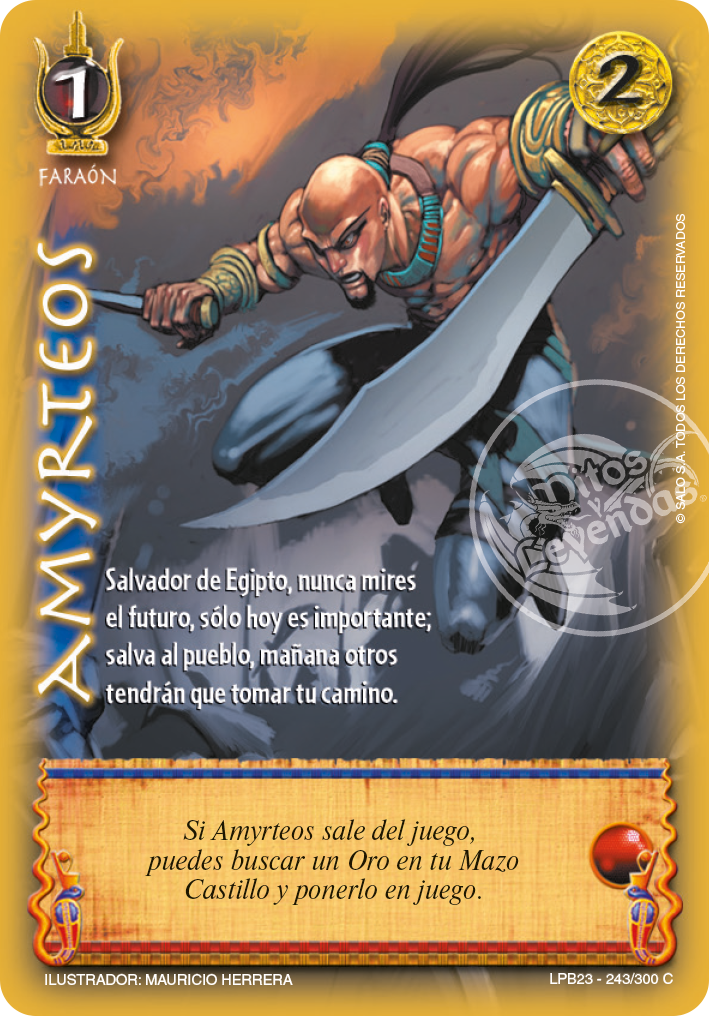 1
2
FARAÓN
AMYRTEOS
© SALO S.A. TODOS LOS DERECHOS RESERVADOS
Mitos
y
Leyendas
®
Salvador de Egipto, nunca mires
el futuro, sólo hoy es importante;
salva al pueblo, mañana otros
tendrán que tomar tu camino.
Si Amyrteos sale del juego,
puedes buscar un Oro en tu Mazo
Castillo y ponerlo en juego.
ILUSTRADOR: MAURICIO HERRERA
LPB23 - 243/300 C